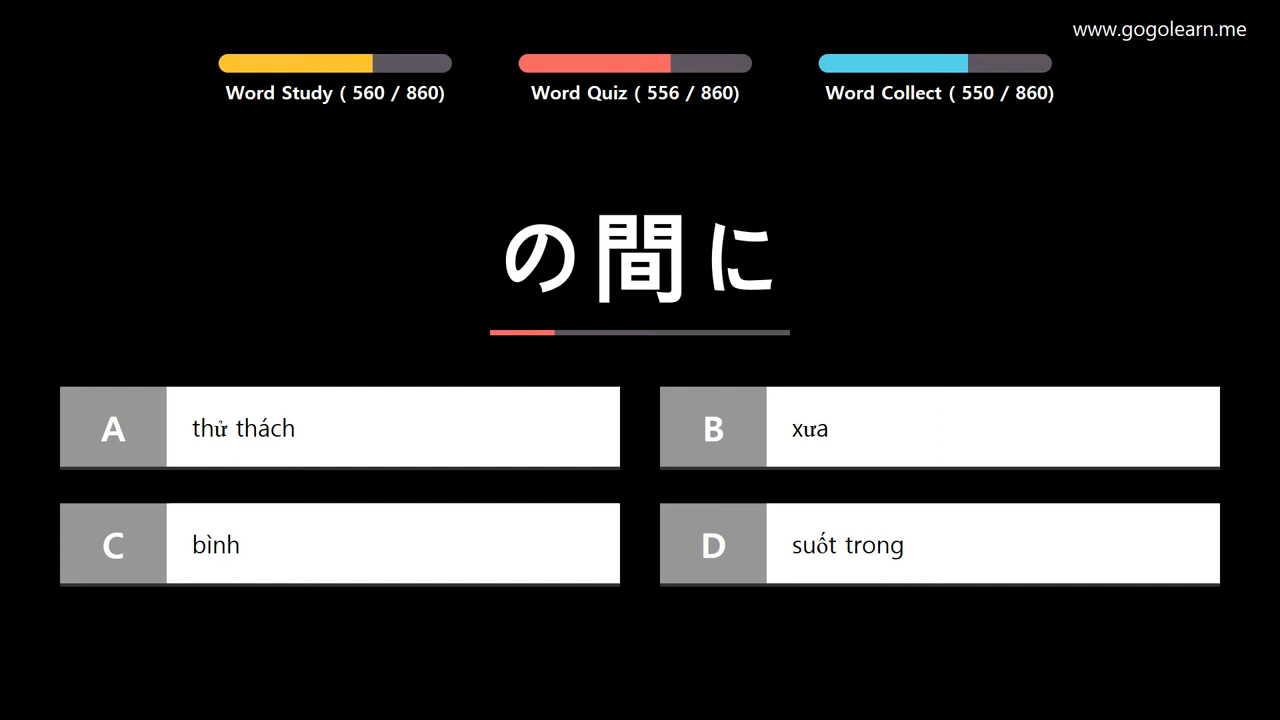 www.gogolearn.me
Word Study ( 560 / 860)
Word Quiz ( 556 / 860)
Word Collect ( 550 / 860)
の間に
A thử thách
B xưa
C bình
D suốt trong